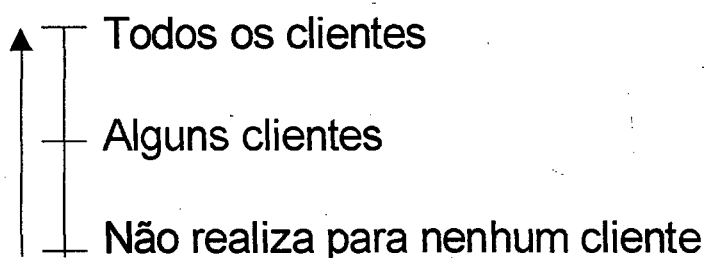 Todos os clientes
Alguns clientes
Não realiza para nenhum cliente